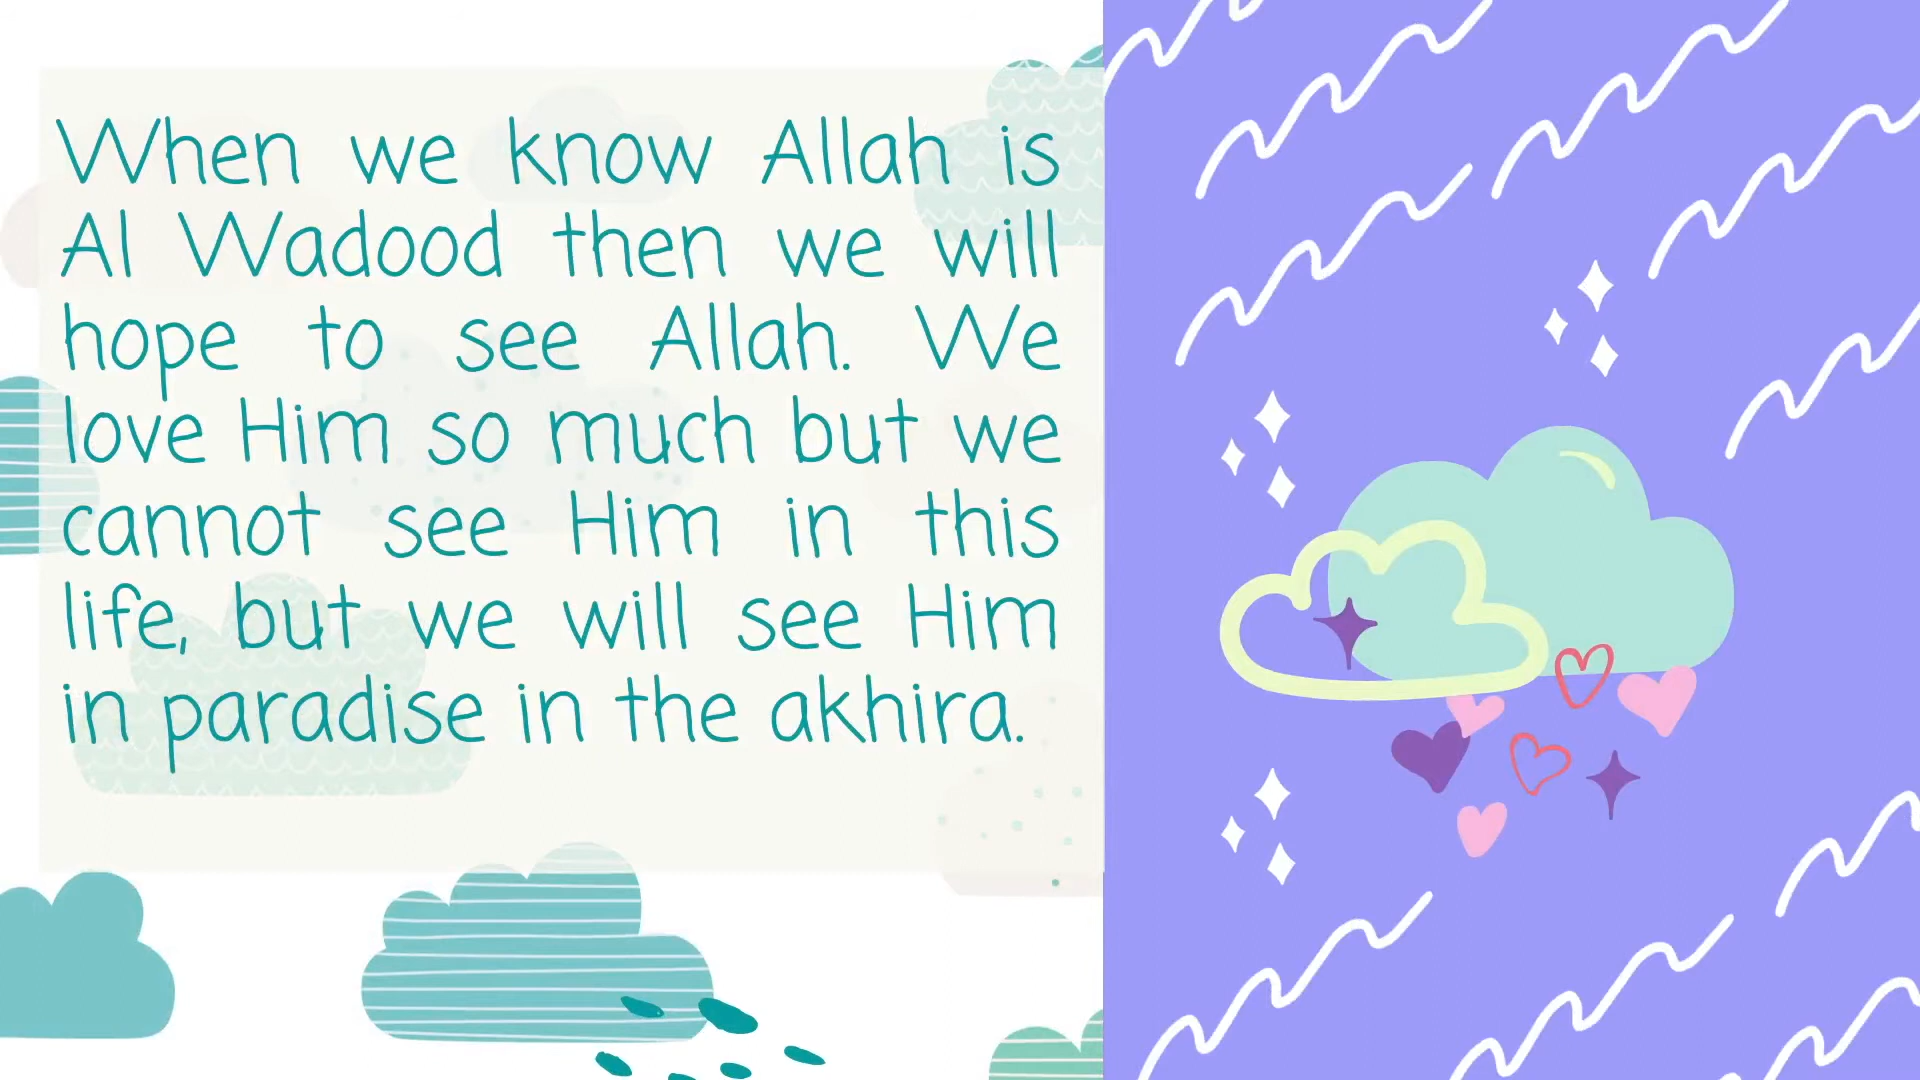 When we know Allah is
Al Wadood then we will
hope to see Allah. We
love Him so much but we
cannot see Him in this
life, but we will see Him
in paradise in the akhira.